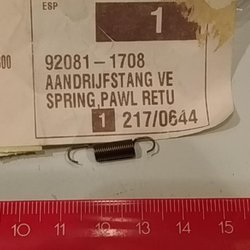 ESP
1
92081-1708
AANDRIJFSTANG VE
SPRING,PAWL RETU
1 217/0644
10 11 12 13 14 15